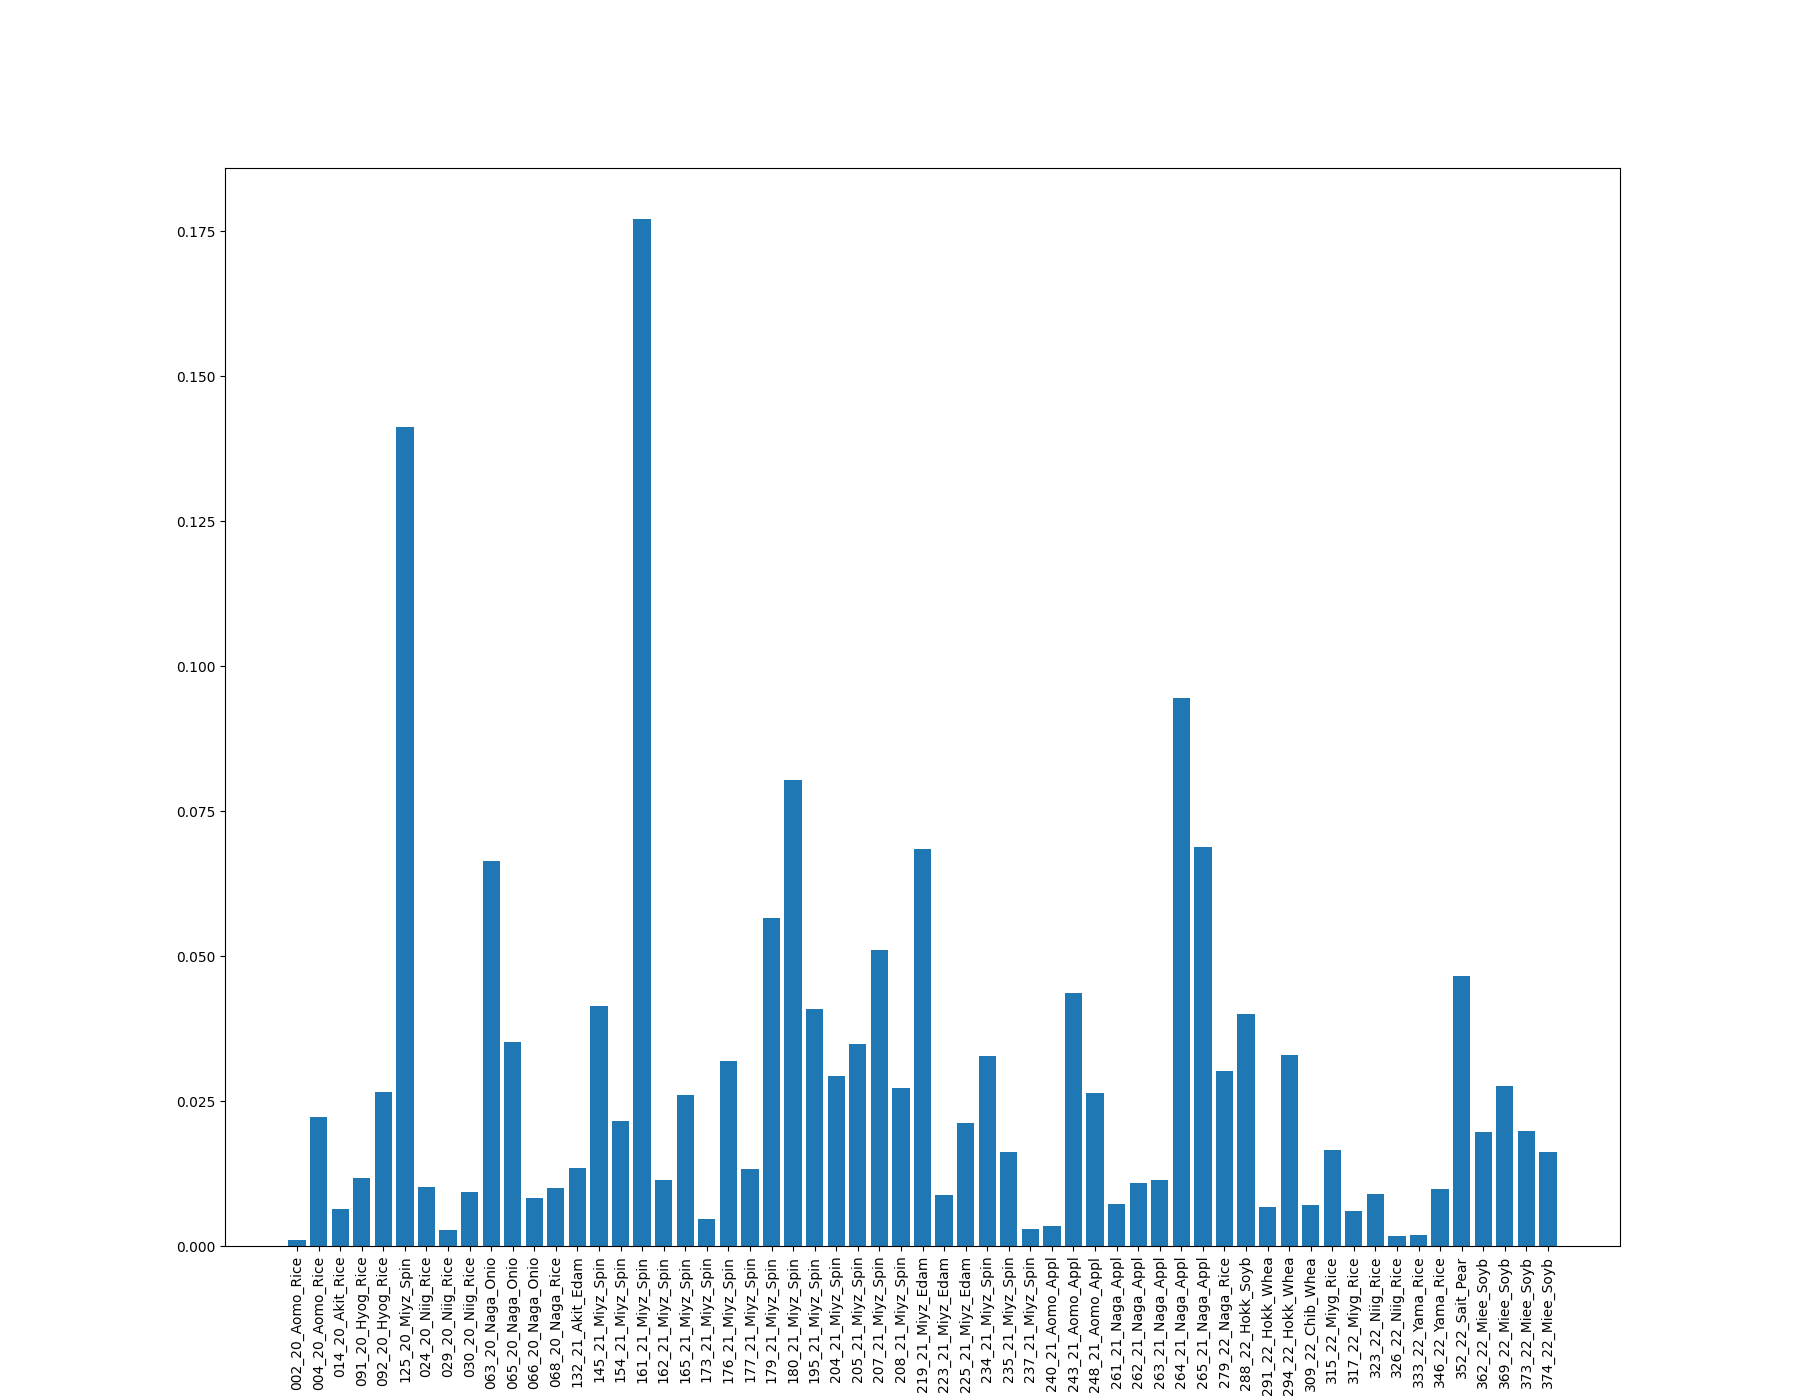 0.175
0.150
0.125
0.100
0.075
0.050
0.025
0.000
002_20_Aomo_Rice
004_20_Aomo_Rice
014_20_Akit_Rice
091_20_Hyog_Rice
092_20_Hyog_Rice
125_20_Miyz_Spin
024_20_Niig_Rice
029_20_Niig_Rice
030_20_Niig_Rice
063_20_Naga_Onio
065_20_Naga_Onio
066_20_Naga_Onio
068_20_Naga_Rice
132_21_Akit_Edam
145_21_Miyz_Spin
154_21_Miyz_Spin
161_21_Miyz_Spin
162_21_Miyz_Spin
165_21_Miyz_Spin
173_21_Miyz_Spin
176_21_Miyz_Spin
177_21_Miyz_Spin
179_21_Miyz_Spin
180_21_Miyz_Spin
195_21_Miyz_Spin
204_21_Miyz_Spin
205_21_Miyz_Spin
207_21_Miyz_Spin
208_21_Miyz_Spin
219_21_Miyz_Edam
223_21_Miyz_Edam
225_21_Miyz_Edam
234_21_Miyz_Spin
235_21_Miyz_Spin
237_21_Miyz_Spin
240_21_Aomo_Appl
243_21_Aomo_Appl
248_21_Aomo_Appl
261_21_Naga_Appl
262_21_Naga_Appl
263_21_Naga_Appl
264_21_Naga_Appl
265_21_Naga_Appl
279_22_Naga_Rice
288_22_Hokk_Soyb
291_22_Hokk_Whea
294_22_Hokk_Whea
309_22_Chib_Whea
315_22_Miyg_Rice
317_22_Miyg_Rice
323_22_Niig_Rice
326_22_Niig_Rice
333_22_Yama_Rice
346_22_Yama_Rice
352_22_Sait_Pear
362_22_Miee_Soyb
369_22_Miee_Soyb
373_22_Miee_Soyb
374_22_Miee_Soyb